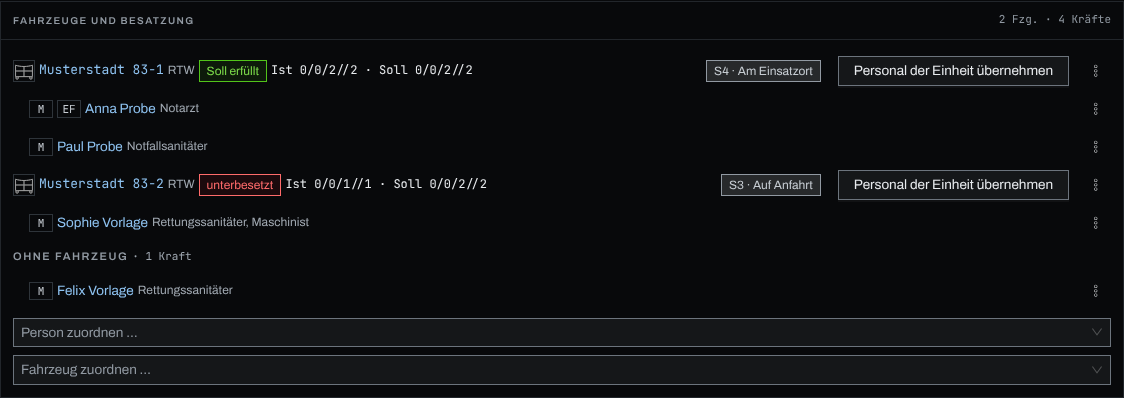 FAHRZEUGE UND BESATZUNG 2 Fzg. · 4 Kräfte
Musterstadt 83-1 RTW Soll erfüllt Ist 0/0/2//2 · Soll 0/0/2//2 S4 · Am Einsatzort Personal der Einheit übernehmen
M EF Anna Probe Notarzt
M Paul Probe Notfallsanitäter
Musterstadt 83-2 RTW unterbesetzt Ist 0/0/1//1 · Soll 0/0/2//2 S3 · Auf Anfahrt Personal der Einheit übernehmen
M Sophie Vorlage Rettungssanitäter, Maschinist
OHNE FAHRZEUG · 1 Kraft
M Felix Vorlage Rettungssanitäter
Person zuordnen ...
Fahrzeug zuordnen ...